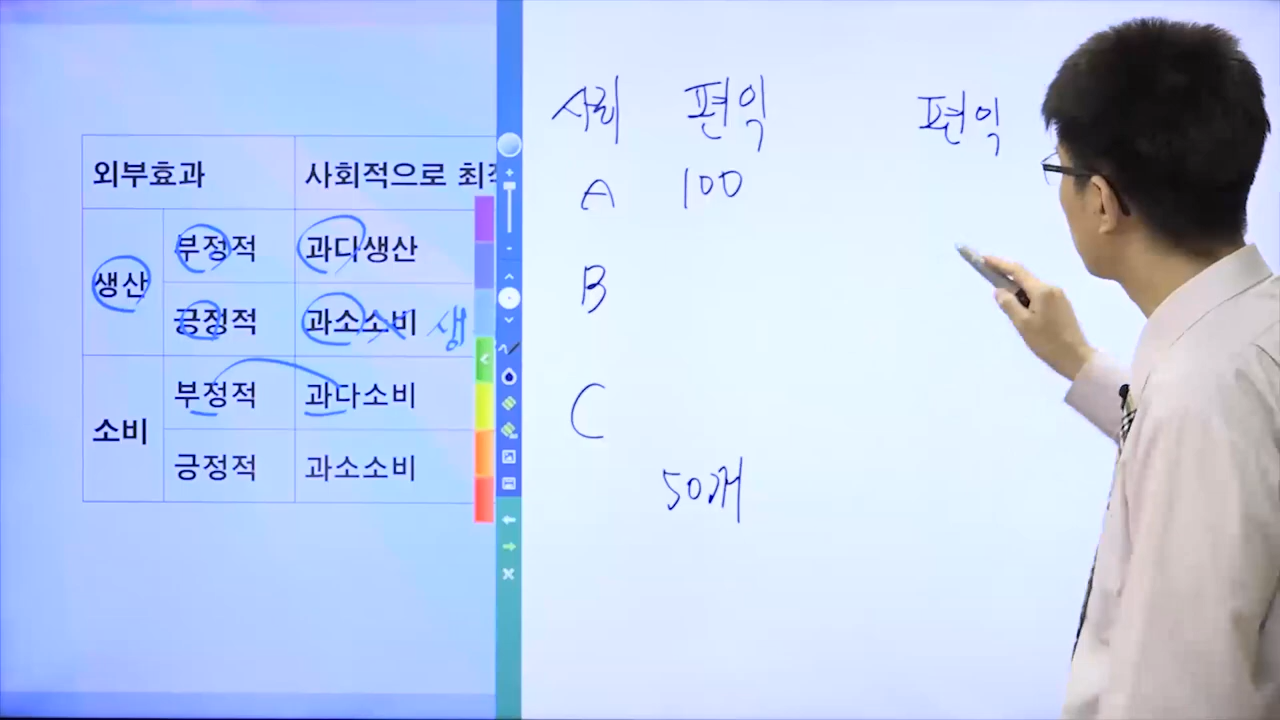 외부효과 사회적으로 최적
생산 부정적 과다생산
긍정적 과소소비 생
소비 부정적 과다소비
긍정적 과소소비
사회 편익 편익
A 100
B
C
50개